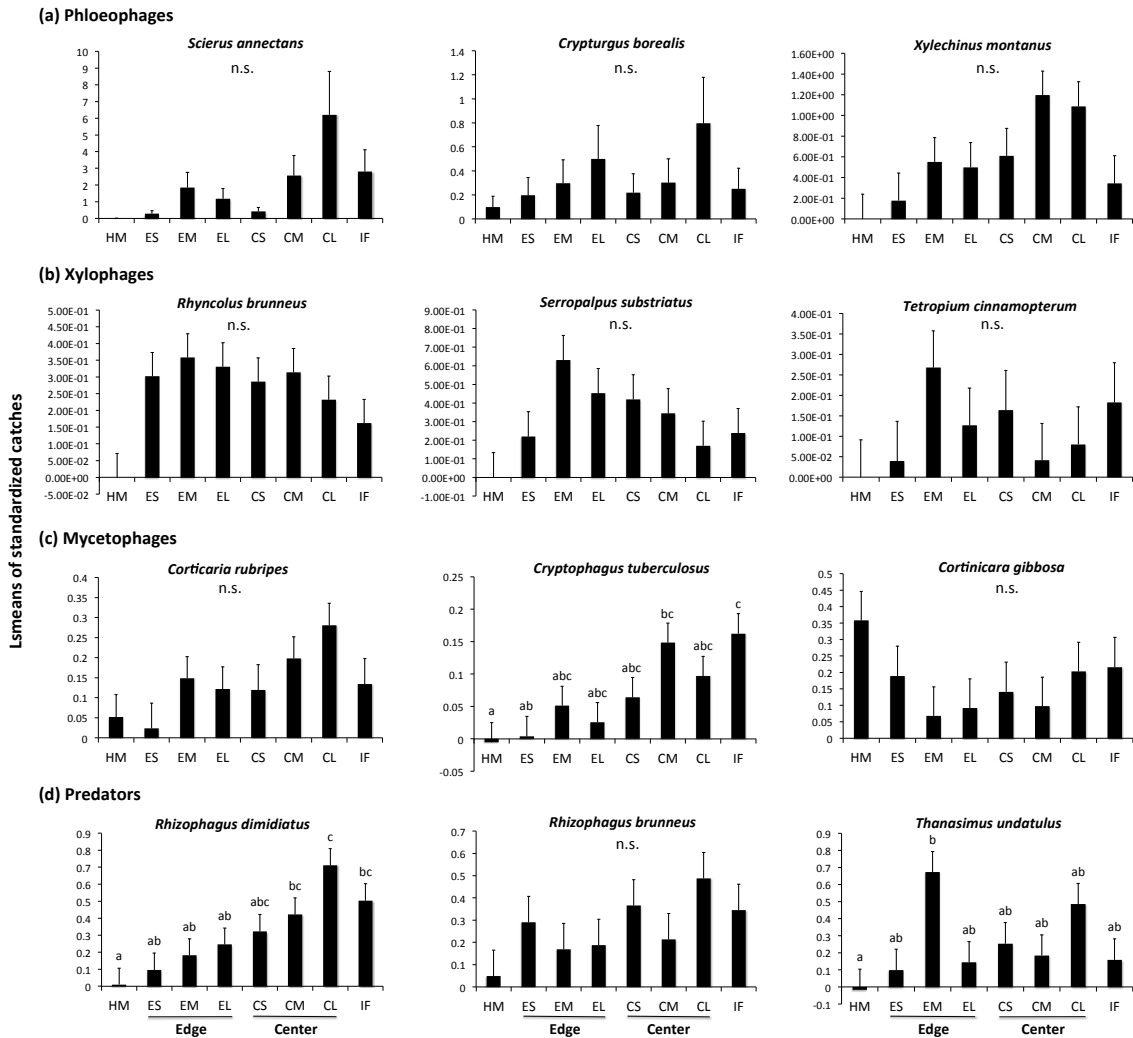 (a) Phloeophages
Scierus annectans
n.s.
10
9
8
7
6
5
4
3
2
1
0
HM ES EM EL CS CM CL IF
Crypturgus borealis
n.s.
1.4
1.2
1
0.8
0.6
0.4
0.2
0
HM ES EM EL CS CM CL IF
Xylechinus montanus
n.s.
1.60E+00
1.40E+00
1.20E+00
1.00E+00
8.00E-01
6.00E-01
4.00E-01
2.00E-01
0.00E+00
HM ES EM EL CS CM CL IF
(b) Xylophages
Rhyncolus brunneus
n.s.
5.00E-01
4.50E-01
4.00E-01
3.50E-01
3.00E-01
2.50E-01
2.00E-01
1.50E-01
1.00E-01
5.00E-02
0.00E+00
-5.00E-02
HM ES EM EL CS CM CL IF
Serropalpus substriatus
n.s.
9.00E-01
8.00E-01
7.00E-01
6.00E-01
5.00E-01
4.00E-01
3.00E-01
2.00E-01
1.00E-01
0.00E+00
-1.00E-01
HM ES EM EL CS CM CL IF
Tetropium cinnamopterum
n.s.
4.00E-01
3.50E-01
3.00E-01
2.50E-01
2.00E-01
1.50E-01
1.00E-01
5.00E-02
0.00E+00
HM ES EM EL CS CM CL IF
Lsmeans of standardized catches
(c) Mycetophages
Corticaria rubripes
n.s.
0.4
0.35
0.3
0.25
0.2
0.15
0.1
0.05
0
HM ES EM EL CS CM CL IF
Cryptophagus tuberculosus
0.25
0.2
0.15
0.1
0.05
0
-0.05
a ab abc abc abc bc abc c
HM ES EM EL CS CM CL IF
Cortinicara gibbosa
n.s.
0.5
0.45
0.4
0.35
0.3
0.25
0.2
0.15
0.1
0.05
0
HM ES EM EL CS CM CL IF
(d) Predators
Rhizophagus dimidiatus
0.9
0.8
0.7
0.6
0.5
0.4
0.3
0.2
0.1
0
a ab ab ab abc bc c bc
HM ES EM EL CS CM CL IF
Edge Center
Rhizophagus brunneus
n.s.
0.7
0.6
0.5
0.4
0.3
0.2
0.1
0
HM ES EM EL CS CM CL IF
Edge Center
Thanasimus undatulus
0.9
0.8
0.7
0.6
0.5
0.4
0.3
0.2
0.1
0
-0.1
a ab b ab ab ab ab ab
HM ES EM EL CS CM CL IF
Edge Center